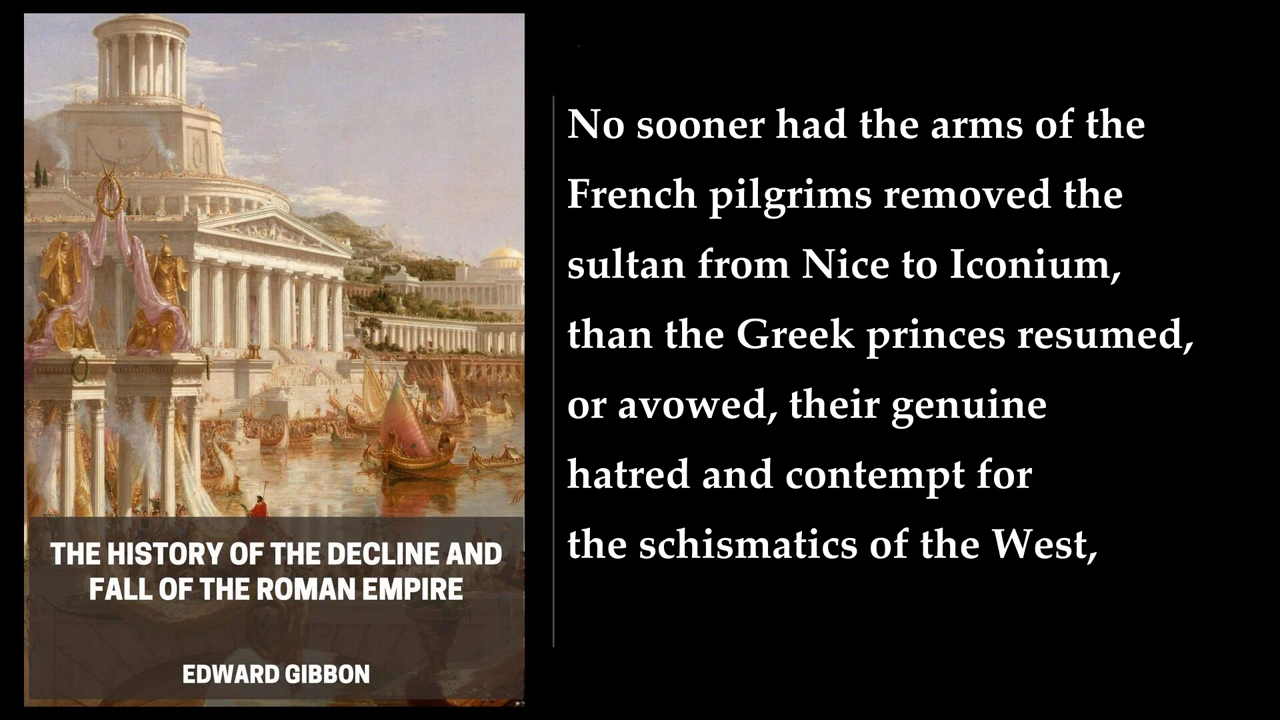 THE HISTORY OF THE DECLINE AND
FALL OF THE ROMAN EMPIRE
EDWARD GIBBON
No sooner had the arms of the
French pilgrims removed the
sultan from Nice to Iconium,
than the Greek princes resumed,
or avowed, their genuine
hatred and contempt for
the schismatics of the West,